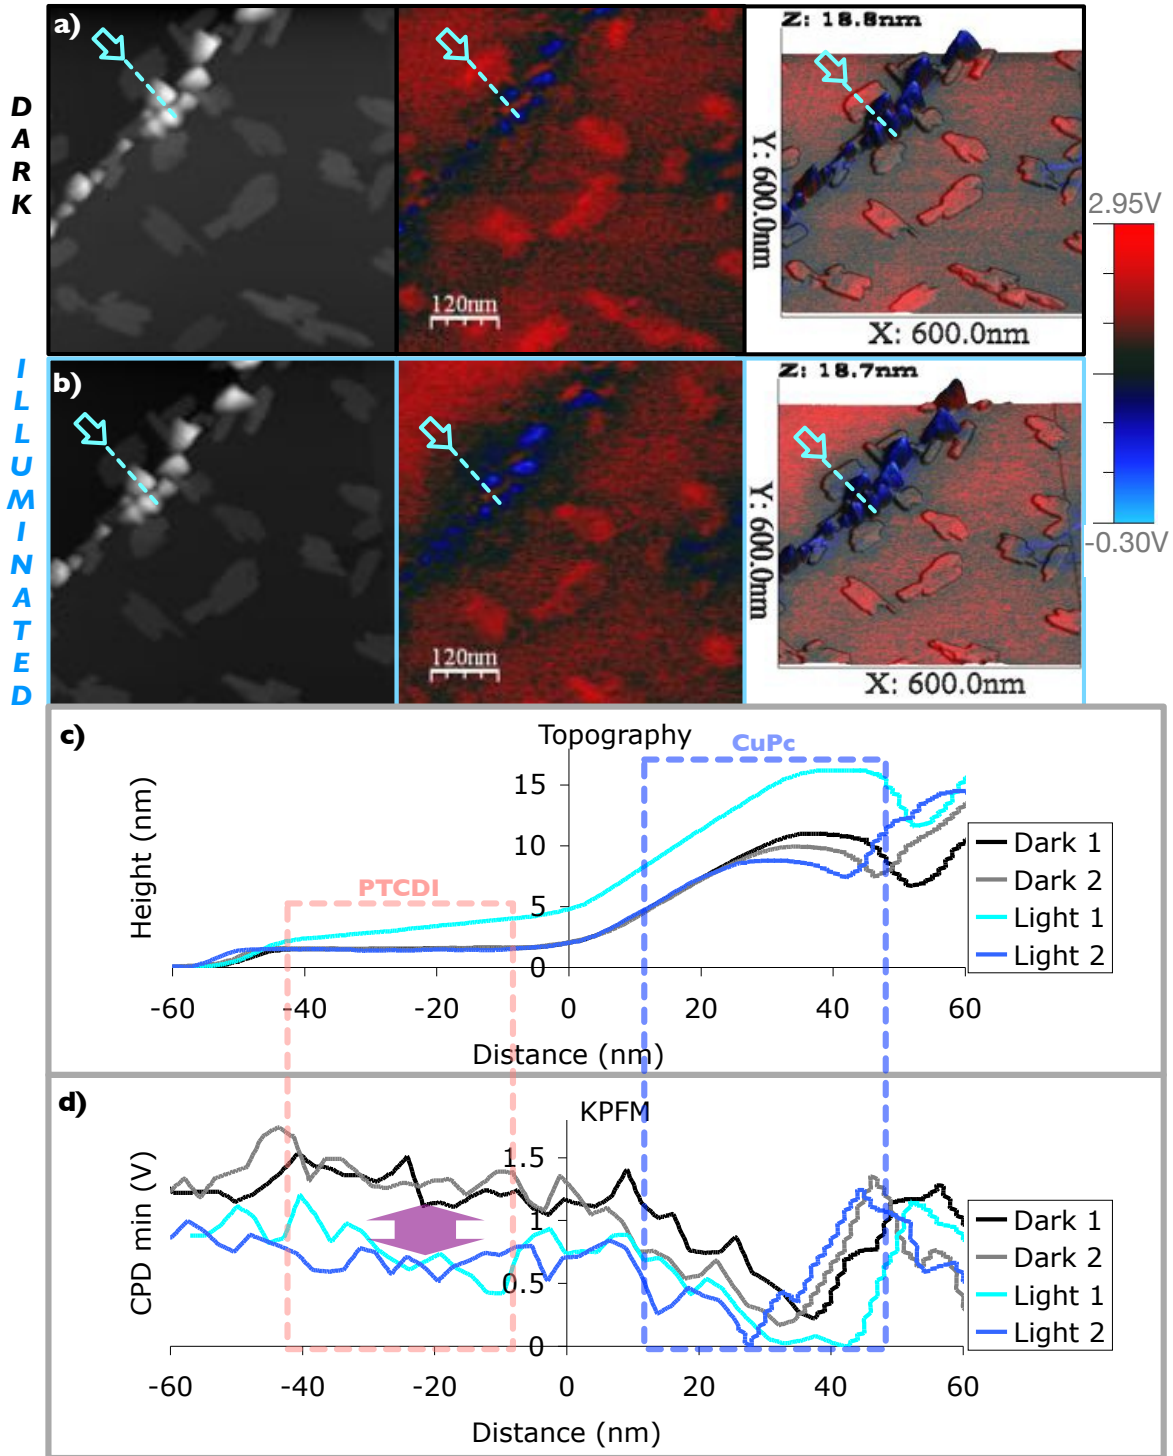 a)
DARK
Z: 18.8nm
Y: 600.0nm
X: 600.0nm
120nm
2.95V
-0.30V
b)
ILLUMINATED
Z: 18.7nm
Y: 600.0nm
X: 600.0nm
120nm
c)
Topography
CuPc
PTCDI
Height (nm)
15
10
5
0
-60 -40 -20 0 20 40 60
Distance (nm)
Dark 1
Dark 2
Light 1
Light 2
d)
KPFM
CPD min (V)
1.5
1
0.5
0
-60 -40 -20 0 20 40 60
Distance (nm)
Dark 1
Dark 2
Light 1
Light 2